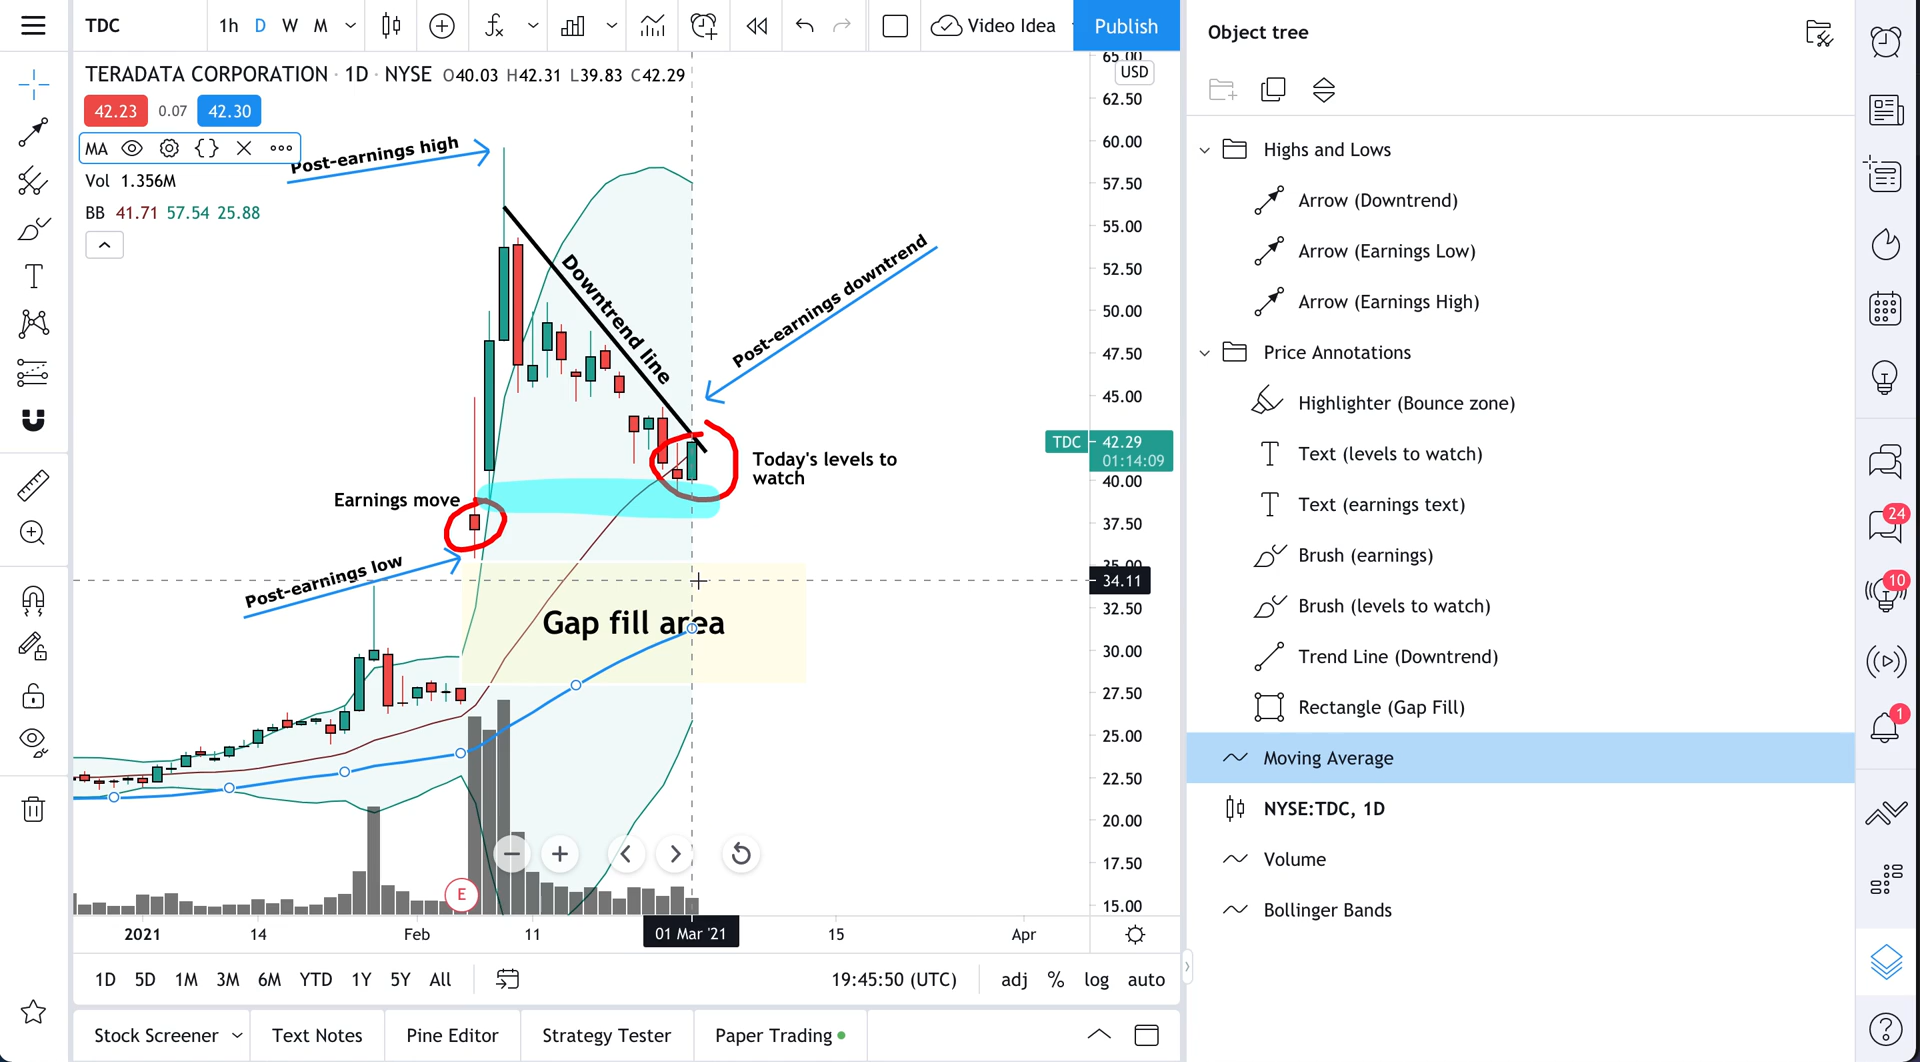 TDC
1h D W M
Video Idea
Publish
Object tree
TERADATA CORPORATION · 1D · NYSE O40.03 H42.31 L39.83 C42.29
65.00
USD
42.23 0.07 42.30
MA
Vol 1.356M
BB 41.71 57.54 25.88
Post-earnings high
Downtrend line
Post-earnings downtrend
Today's levels to
watch
Earnings move
Post-earnings low
Gap fill area
62.50
60.00
57.50
55.00
52.50
50.00
47.50
45.00
TDC 42.29
01:14:09
40.00
37.50
35.00
34.11
32.50
30.00
27.50
25.00
22.50
20.00
17.50
15.00
E
2021 14 Feb 11 01 Mar '21 15 Apr
1D 5D 1M 3M 6M YTD 1Y 5Y All
19:45:50 (UTC) adj % log auto
Stock Screener Text Notes Pine Editor Strategy Tester Paper Trading
Highs and Lows
Arrow (Downtrend)
Arrow (Earnings Low)
Arrow (Earnings High)
Price Annotations
Highlighter (Bounce zone)
Text (levels to watch)
Text (earnings text)
Brush (earnings)
Brush (levels to watch)
Trend Line (Downtrend)
Rectangle (Gap Fill)
Moving Average
NYSE:TDC, 1D
Volume
Bollinger Bands
24
10
1